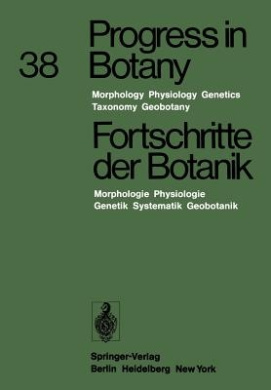 38
Progress in
Botany
Morphology Physiology Genetics
Taxonomy Geobotany
Fortschritte
der Botanik
Morphologie Physiologie
Genetik Systematik Geobotanik
Springer-Verlag
Berlin Heidelberg New York